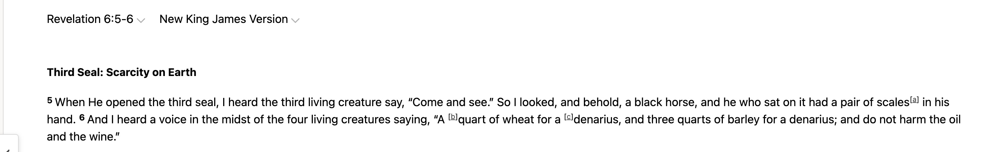 Revelation 6:5-6 New King James Version
Third Seal: Scarcity on Earth
5 When He opened the third seal, I heard the third living creature say, “Come and see.” So I looked, and behold, a black horse, and he who sat on it had a pair of scales[a] in his
hand. 6 And I heard a voice in the midst of the four living creatures saying, “A [b]quart of wheat for a [c]denarius, and three quarts of barley for a denarius; and do not harm the oil
and the wine.”